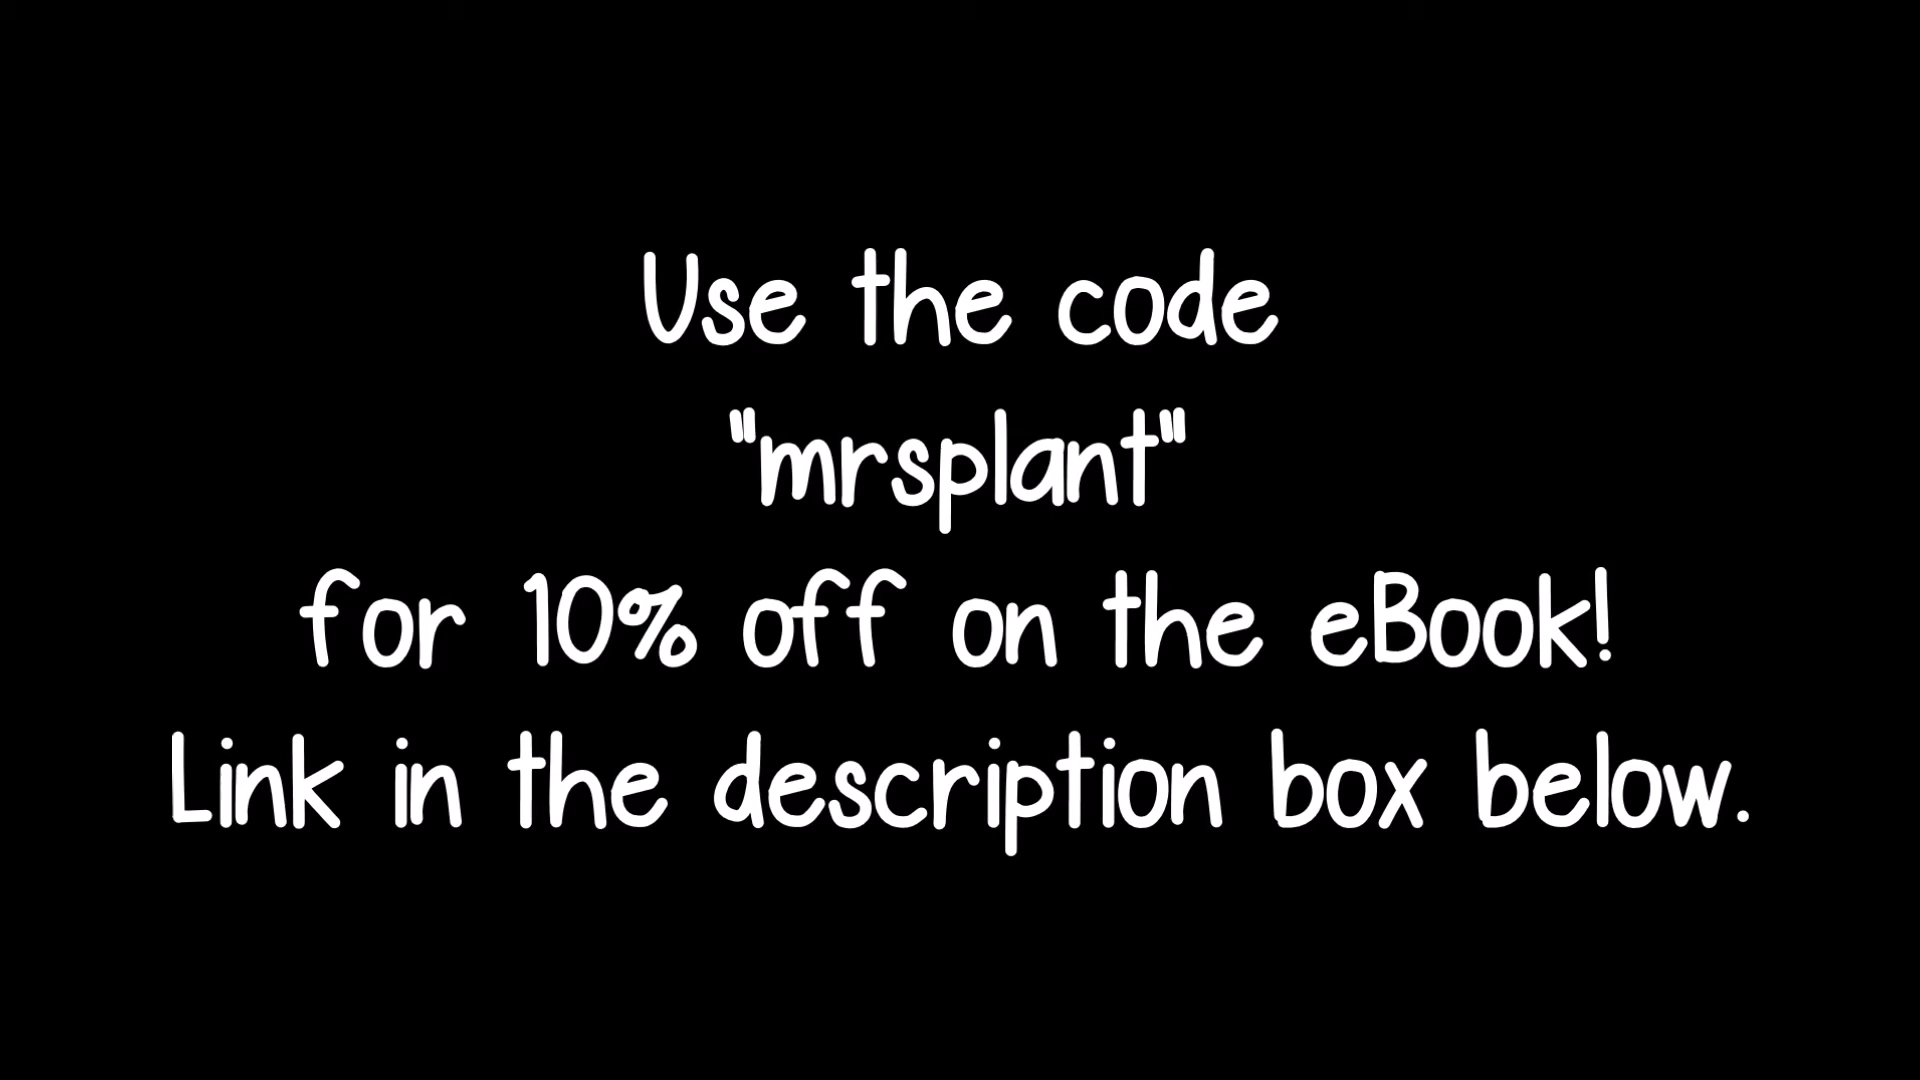 Use the code
"mrsplant"
for 10% off on the eBook!
Link in the description box below.